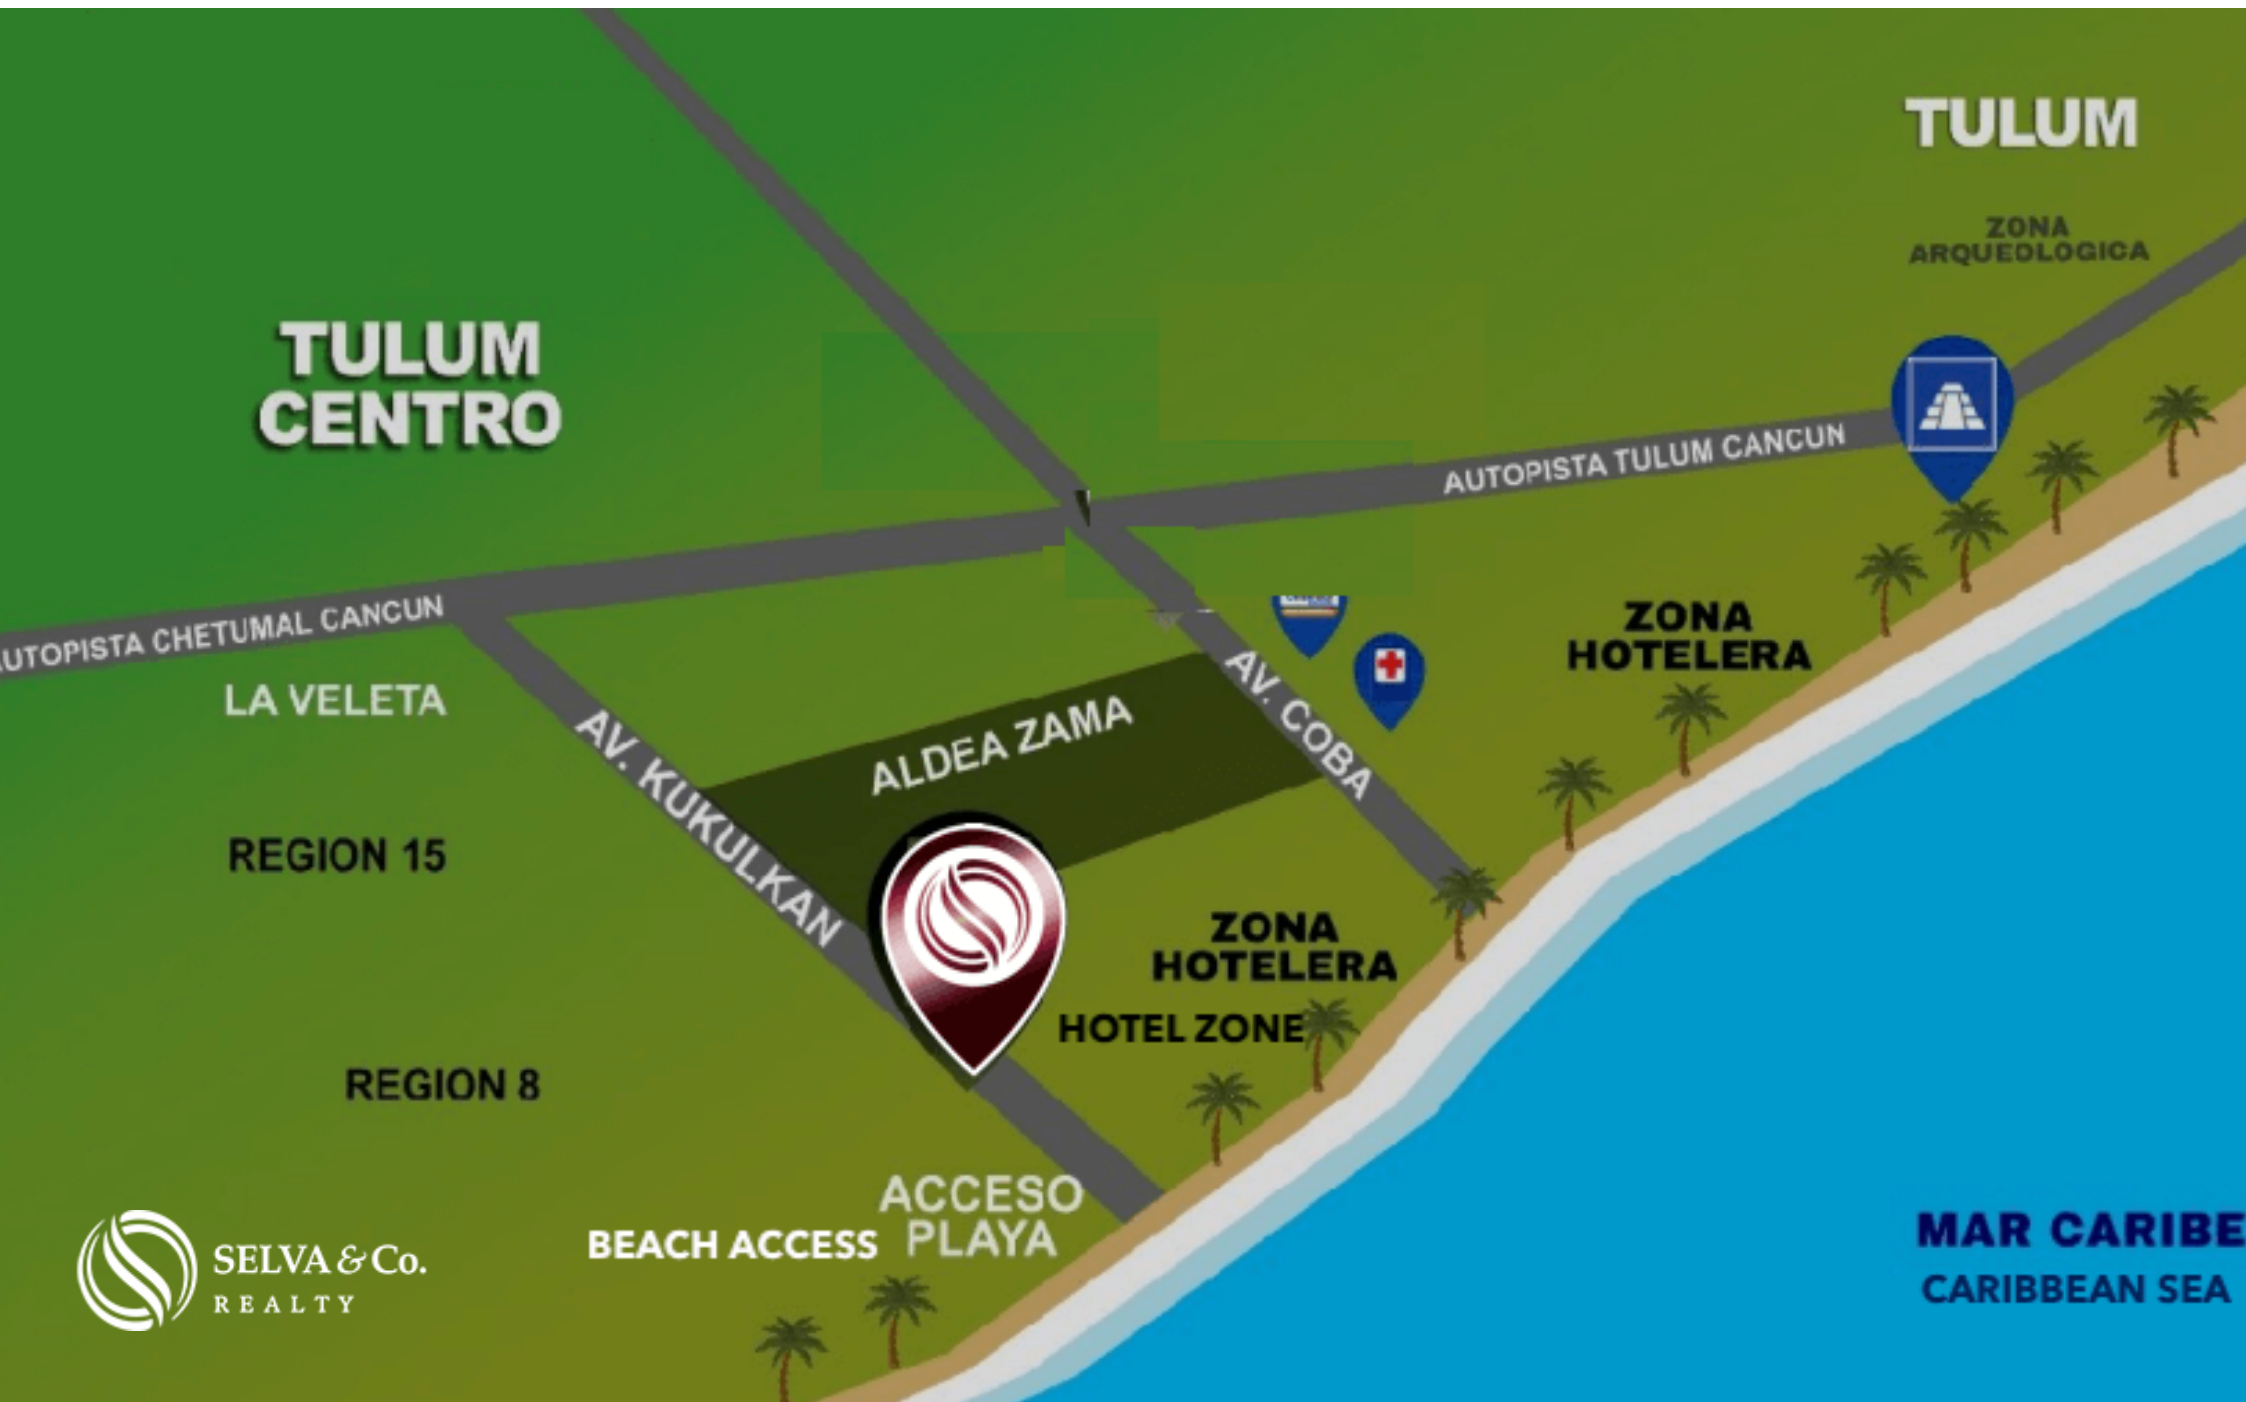 TULUM
ZONA
ARQUEOLOGICA
TULUM
CENTRO
AUTOPISTA TULUM CANCUN
AUTOPISTA CHETUMAL CANCUN
ZONA
HOTELERA
LA VELETA
AV. COBA
ALDEA ZAMA
AV. KUKULKAN
REGION 15
ZONA
HOTELERA
HOTEL ZONE
REGION 8
ACCESO
PLAYA
BEACH ACCESS
MAR CARIBE
CARIBBEAN SEA
SELVA & Co.
REALTY